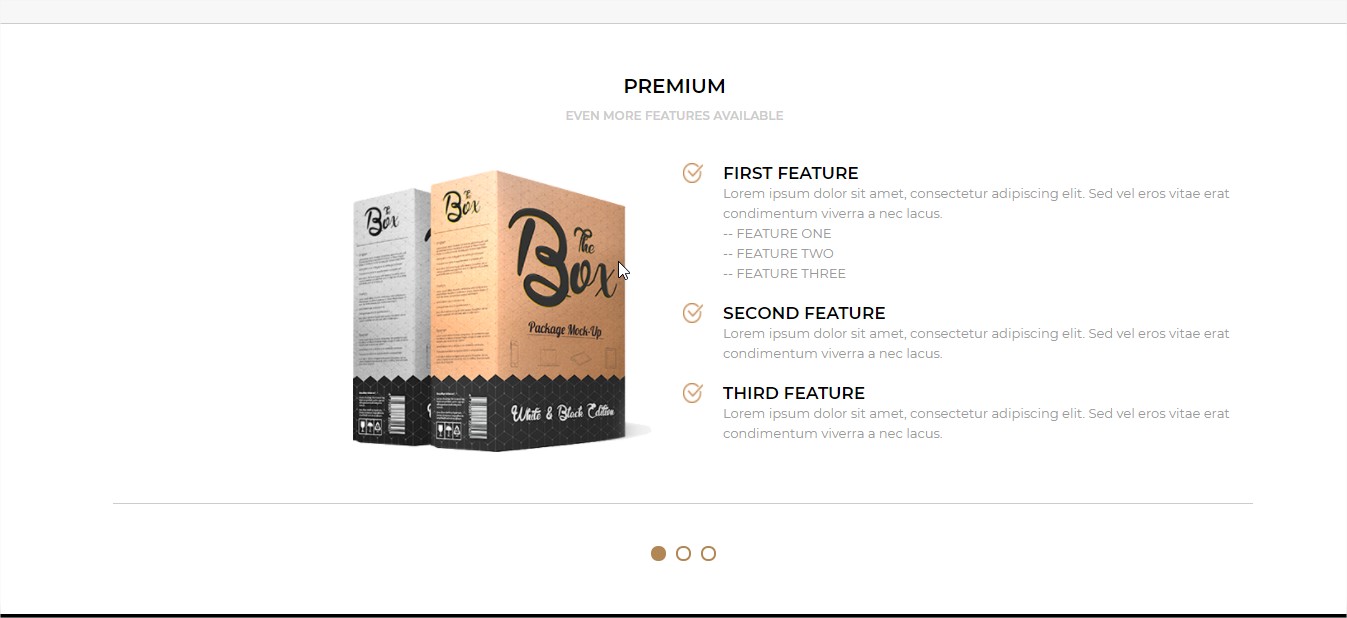 PREMIUM
EVEN MORE FEATURES AVAILABLE
The
Box
The
Box
The
Box
Package Mock-Up
White & Black Edition
FIRST FEATURE
Lorem ipsum dolor sit amet, consectetur adipiscing elit. Sed vel eros vitae erat
condimentum viverra a nec lacus.
-- FEATURE ONE
-- FEATURE TWO
-- FEATURE THREE
SECOND FEATURE
Lorem ipsum dolor sit amet, consectetur adipiscing elit. Sed vel eros vitae erat
condimentum viverra a nec lacus.
THIRD FEATURE
Lorem ipsum dolor sit amet, consectetur adipiscing elit. Sed vel eros vitae erat
condimentum viverra a nec lacus.